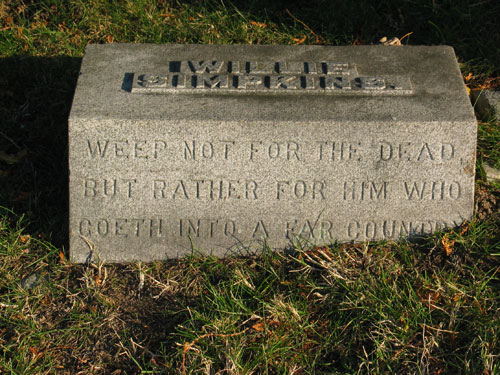 WILLIE
SIMPKINS.
WEEP NOT FOR THE DEAD,
BUT RATHER FOR HIM WHO
GOETH INTO A FAR COUNTRY